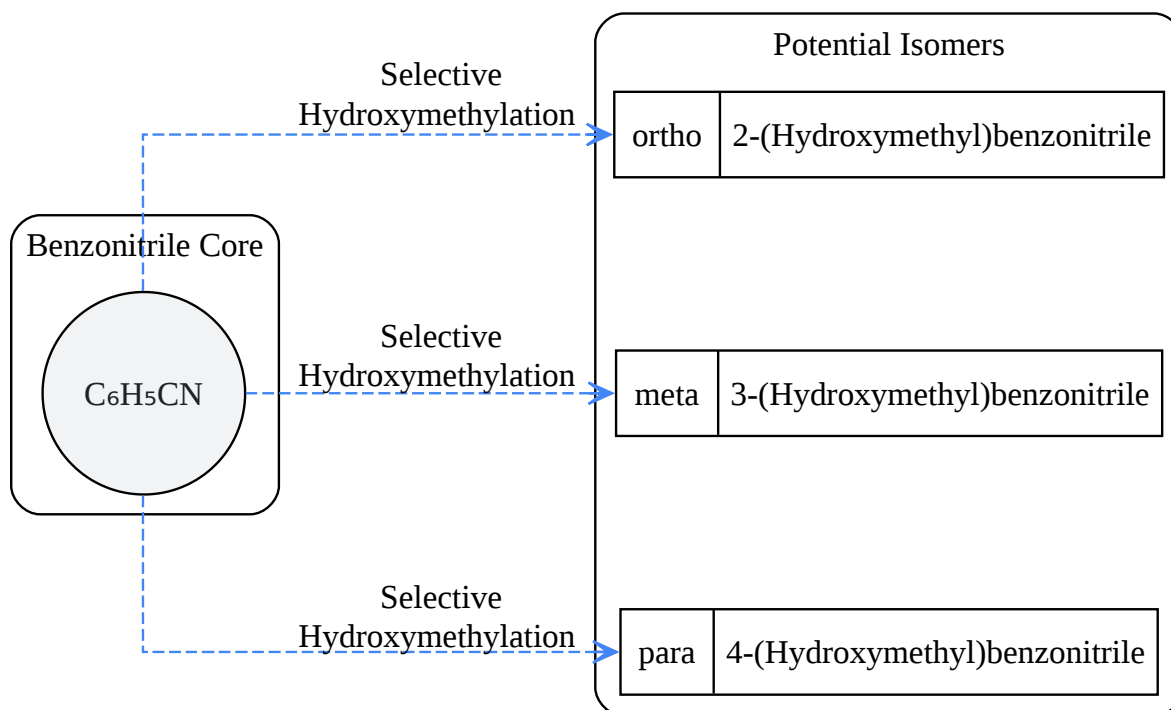 Potential Isomers
Selective
Hydroxymethylation
ortho
2-(Hydroxymethyl)benzonitrile
Benzonitrile Core
C₆H₅CN
Selective
Hydroxymethylation
meta
3-(Hydroxymethyl)benzonitrile
Selective
Hydroxymethylation
para
4-(Hydroxymethyl)benzonitrile